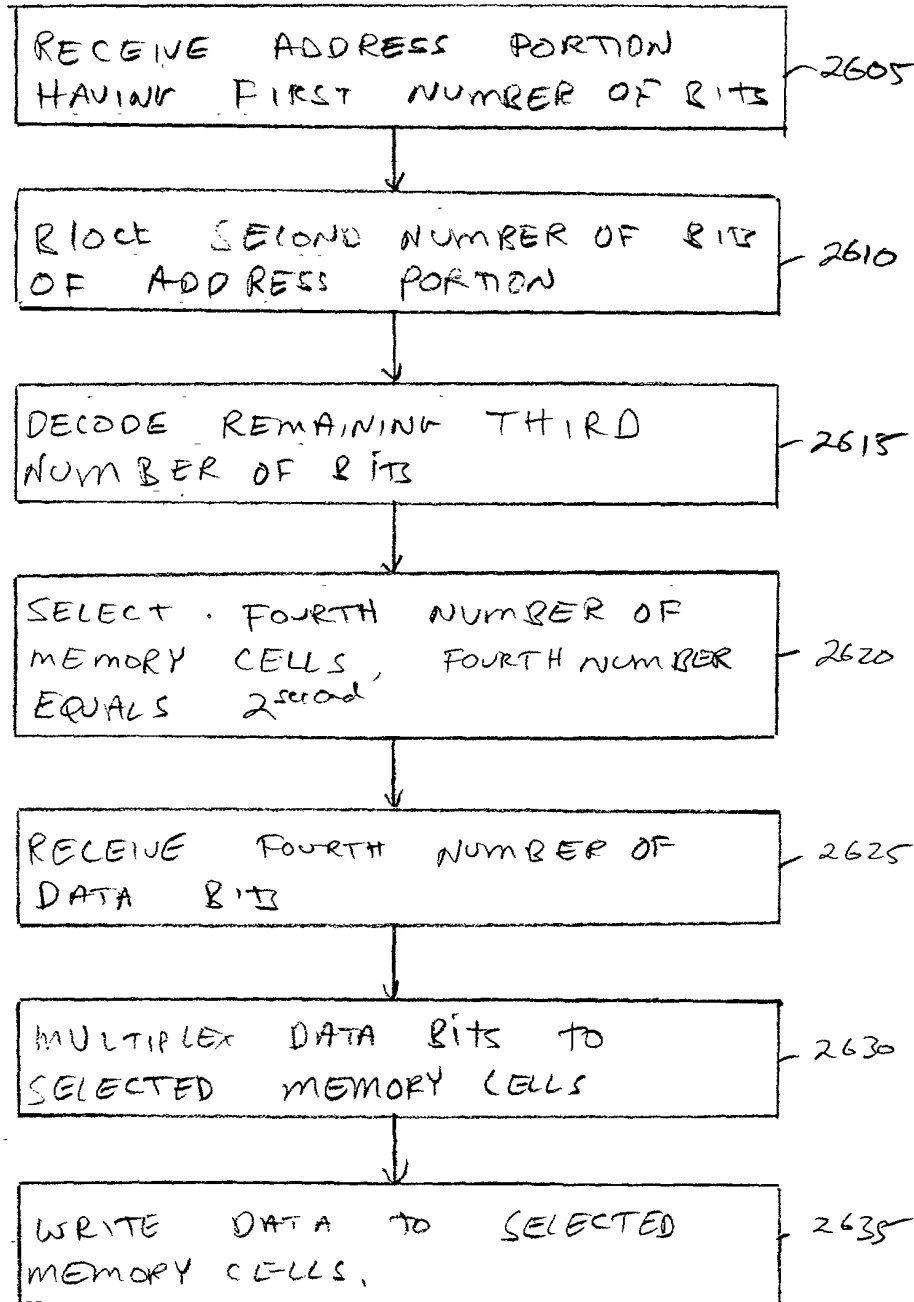 RECEIVE ADDRESS PORTION
HAVING FIRST NUMBER OF BITS
2605
BlOCK SECOND NUMBER OF BITS
OF ADDRESS PORTION
2610
DECODE REMAINING THIRD
NUMBER OF BITS
2615
SELECT FOURTH NUMBER OF
MEMORY CELLS, FOURTH NUMBER
EQUALS 2^second
2620
RECEIVE FOURTH NUMBER OF
DATA BITS
2625
MULTIPLEX DATA Bits to
SELECTED MEMORY CELLS
2630
WRITE DATA TO SELECTED
MEMORY CELLS.
2635